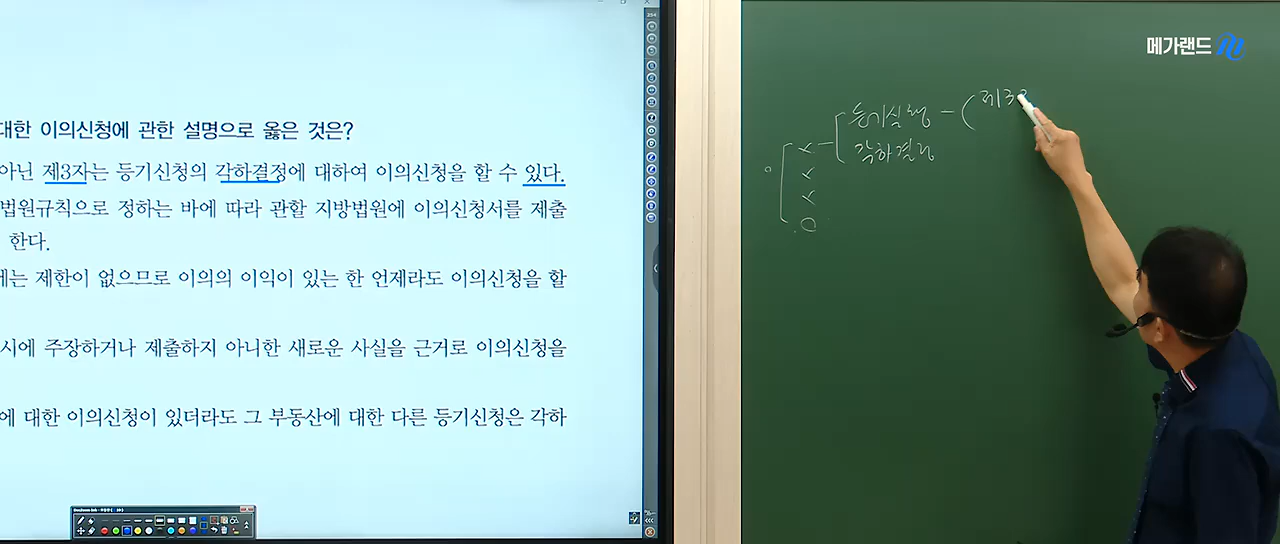 대한 이의신청에 관한 설명으로 옳은 것은?
아닌 제3자는 등기신청의 각하결정에 대하여 이의신청을 할 수 있다.
법원규칙으로 정하는 바에 따라 관할 지방법원에 이의신청서를 제출
한다.
에는 제한이 없으므로 이의의 이익이 있는 한 언제라도 이의신청을 할
시에 주장하거나 제출하지 아니한 새로운 사실을 근거로 이의신청을
에 대한 이의신청이 있더라도 그 부동산에 대한 다른 등기신청은 각하
메가랜드
등기실행 - ( 제3
각하결정